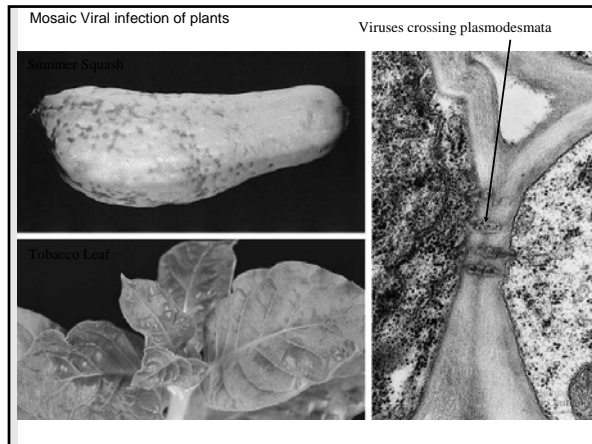 Mosaic Viral infection of plants
Viruses crossing plasmodesmata
Summer Squash
Tobacco Leaf